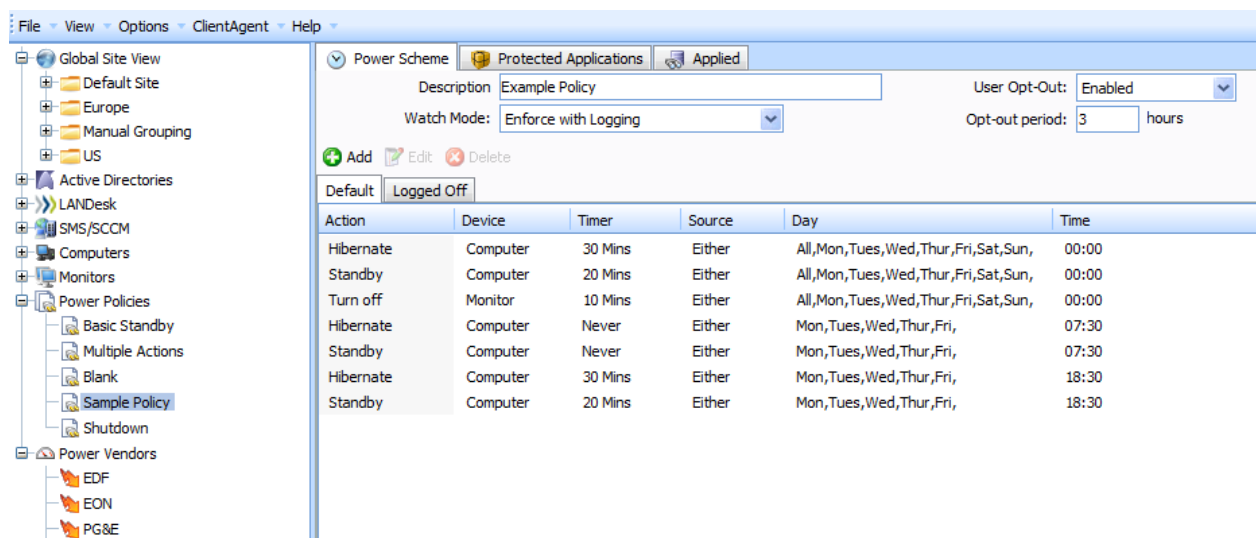 File View Options ClientAgent Help
Global Site View
Default Site
Europe
Manual Grouping
US
Active Directories
LANDesk
SMS/SCCM
Computers
Monitors
Power Policies
Basic Standby
Multiple Actions
Blank
Sample Policy
Shutdown
Power Vendors
EDF
EON
PG&E
Power Scheme Protected Applications Applied
Description Example Policy User Opt-Out: Enabled
Watch Mode: Enforce with Logging Opt-out period: 3 hours
Add Edit Delete
Default Logged Off
Action Device Timer Source Day Time
Hibernate Computer 30 Mins Either All,Mon,Tues,Wed,Thur,Fri,Sat,Sun, 00:00
Standby Computer 20 Mins Either All,Mon,Tues,Wed,Thur,Fri,Sat,Sun, 00:00
Turn off Monitor 10 Mins Either All,Mon,Tues,Wed,Thur,Fri,Sat,Sun, 00:00
Hibernate Computer Never Either Mon,Tues,Wed,Thur,Fri, 07:30
Standby Computer Never Either Mon,Tues,Wed,Thur,Fri, 07:30
Hibernate Computer 30 Mins Either Mon,Tues,Wed,Thur,Fri, 18:30
Standby Computer 20 Mins Either Mon,Tues,Wed,Thur,Fri, 18:30